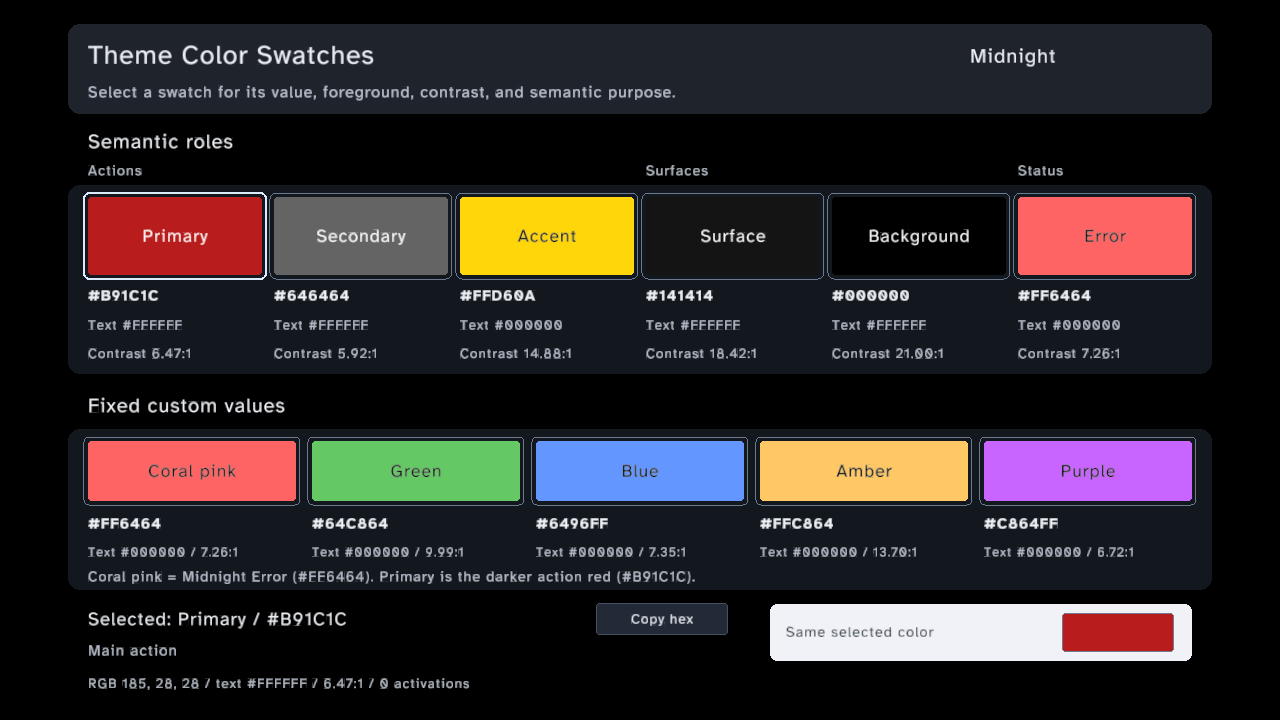 Theme Color Swatches
Midnight
Select a swatch for its value, foreground, contrast, and semantic purpose.
Semantic roles
Actions Surfaces Status
Primary Secondary Accent Surface Background Error
#B91C1C #646464 #FFD60A #141414 #000000 #FF6464
Text #FFFFFF Text #FFFFFF Text #000000 Text #FFFFFF Text #FFFFFF Text #000000
Contrast 6.47:1 Contrast 5.92:1 Contrast 14.88:1 Contrast 18.42:1 Contrast 21.00:1 Contrast 7.26:1
Fixed custom values
Coral pink Green Blue Amber Purple
#FF6464 #64C864 #6496FF #FFC864 #C864FF
Text #000000 / 7.26:1 Text #000000 / 9.99:1 Text #000000 / 7.35:1 Text #000000 / 13.70:1 Text #000000 / 6.72:1
Coral pink = Midnight Error (#FF6464). Primary is the darker action red (#B91C1C).
Selected: Primary / #B91C1C
Copy hex
Same selected color
Main action
RGB 185, 28, 28 / text #FFFFFF / 6.47:1 / 0 activations